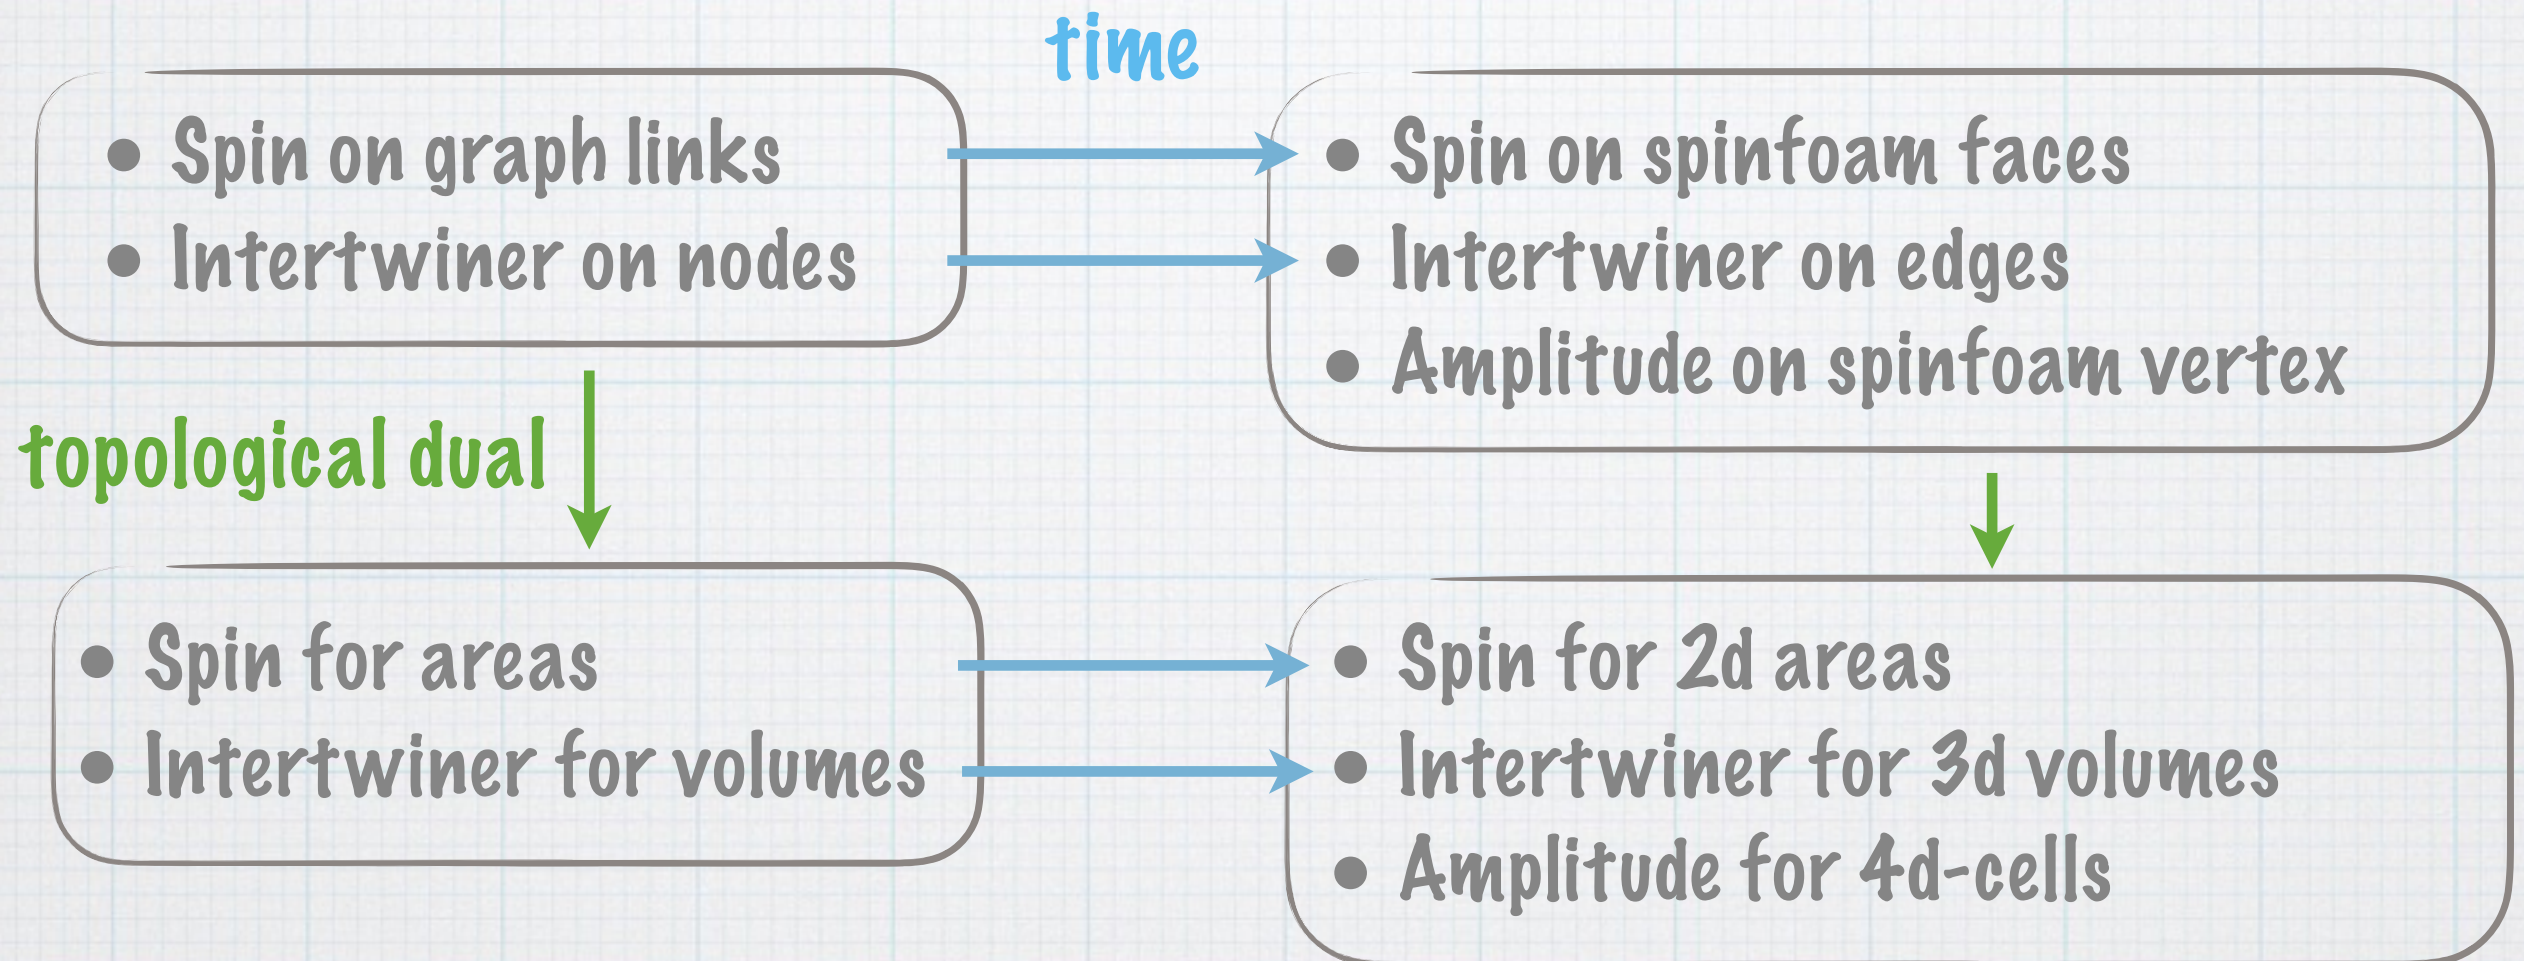 time
• Spin on graph links
• Intertwiner on nodes
• Spin on spinfoam faces
• Intertwiner on edges
• Amplitude on spinfoam vertex
topological dual
• Spin for areas
• Intertwiner for volumes
• Spin for 2d areas
• Intertwiner for 3d volumes
• Amplitude for 4d-cells